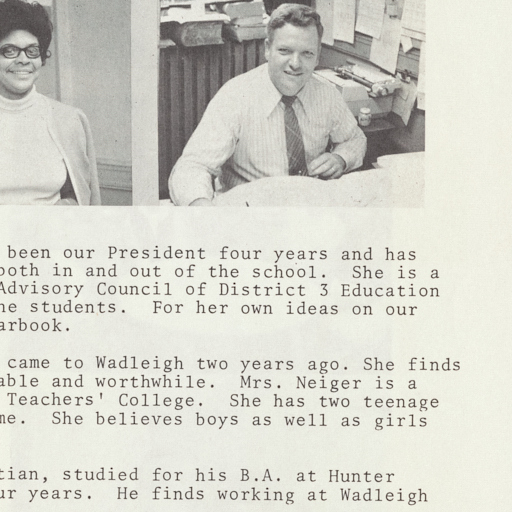 been our President four years and has
both in and out of the school. She is a
Advisory Council of District 3 Education
he students. For her own ideas on our
arbook.
came to Wadleigh two years ago. She finds
able and worthwhile. Mrs. Neiger is a
Teachers' College. She has two teenage
me. She believes boys as well as girls
tian, studied for his B.A. at Hunter
ur years. He finds working at Wadleigh